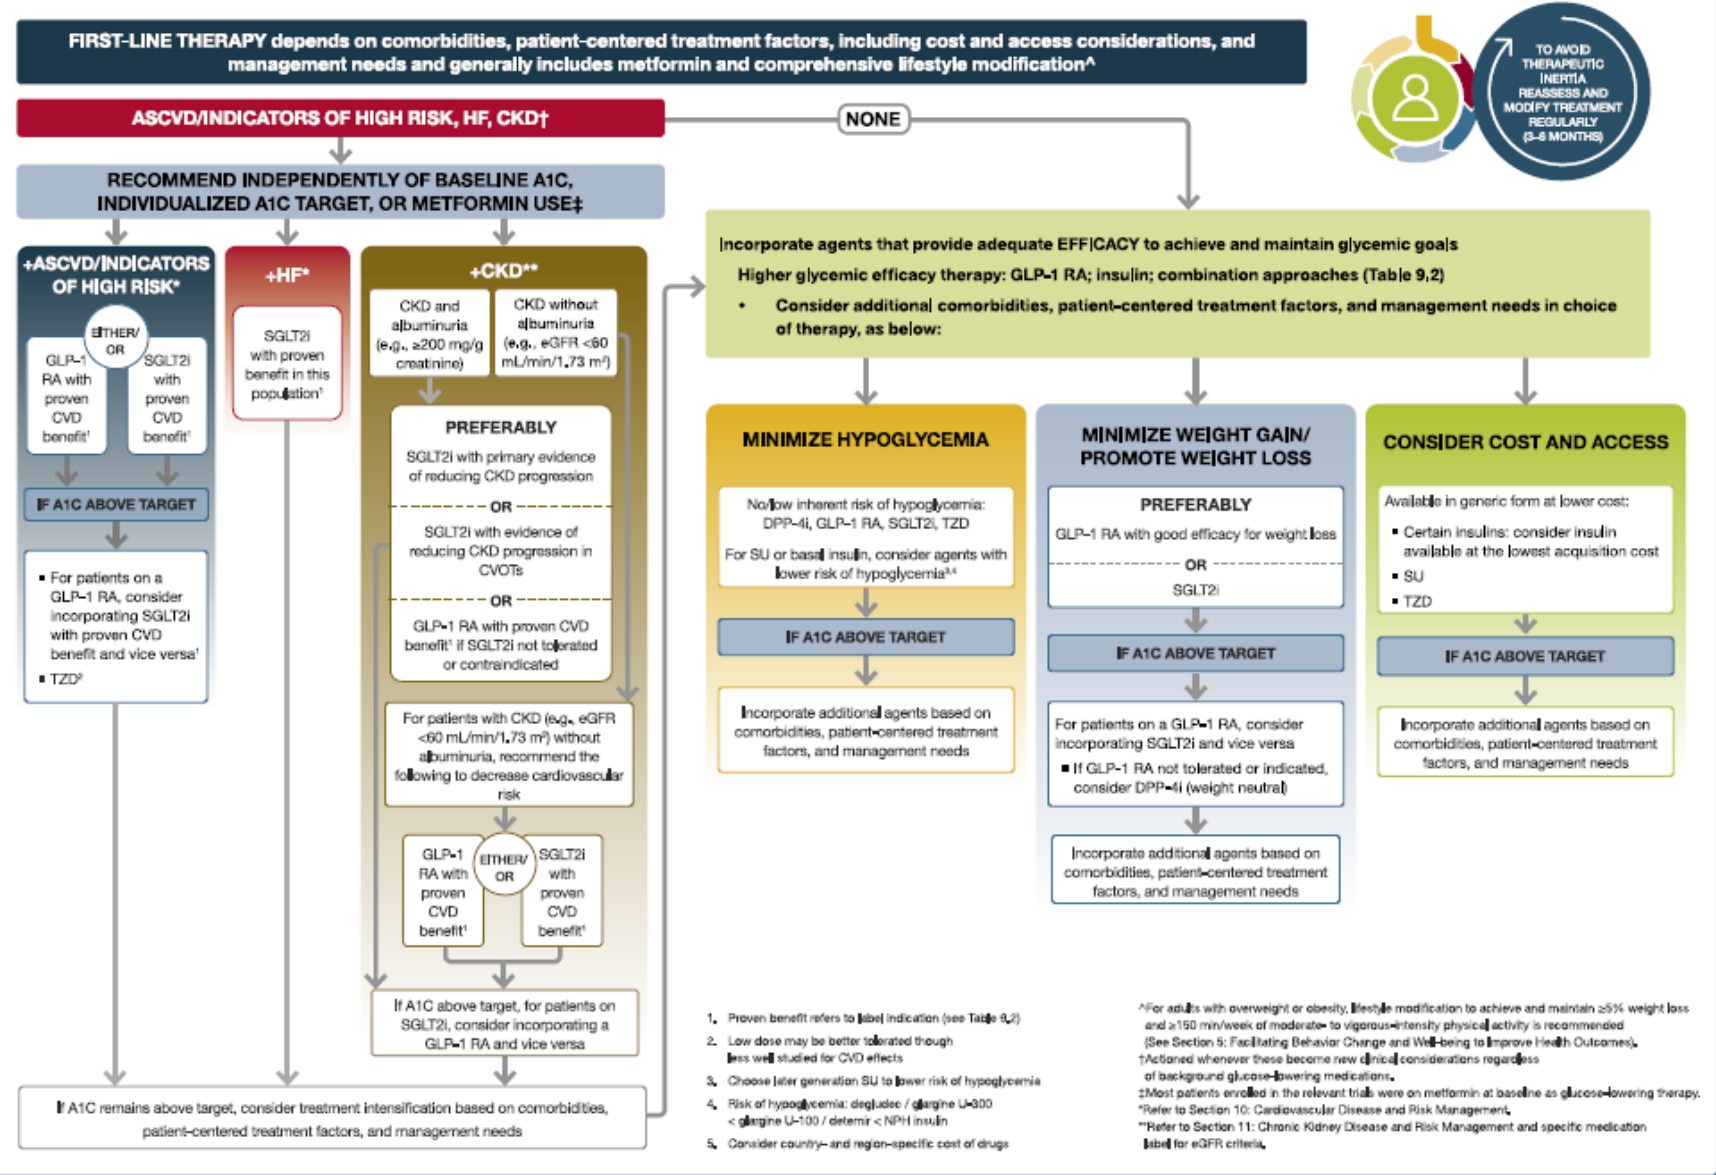 FIRST-LINE THERAPY depends on comorbidities, patient-centered treatment factors, including cost and access considerations, and
management needs and generally includes metformin and comprehensive lifestyle modification^
TO AVOID
THERAPEUTIC
INERTIA
REASSESS AND
MODIFY TREATMENT
REGULARLY
(3-6 MONTHS)
ASCVD/INDICATORS OF HIGH RISK, HF, CKD†
NONE
RECOMMEND INDEPENDENTLY OF BASELINE A1C,
INDIVIDUALIZED A1C TARGET, OR METFORMIN USE‡
+ASCVD/INDICATORS
OF HIGH RISK*
EITHER/
OR
GLP-1
RA with
proven
CVD
benefit¹
SGLT2i
with
proven
CVD
benefit¹
IF A1C ABOVE TARGET
▪ For patients on a
GLP-1 RA, consider
incorporating SGLT2i
with proven CVD
benefit and vice versa¹
▪ TZD²
+HF*
SGLT2i
with proven
benefit in this
population¹
+CKD**
CKD and
albuminuria
(e.g., ≥200 mg/g
creatinine)
CKD without
albuminuria
(e.g., eGFR <60
mL/min/1.73 m²)
PREFERABLY
SGLT2i with primary evidence
of reducing CKD progression
OR
SGLT2i with evidence of
reducing CKD progression in
CVOTs
OR
GLP-1 RA with proven CVD
benefit¹ if SGLT2i not tolerated
or contraindicated
For patients with CKD (e.g., eGFR
<60 mL/min/1.73 m²) without
albuminuria, recommend the
following to decrease cardiovascular
risk
GLP-1
RA with
proven
CVD
benefit¹
EITHER/
OR
SGLT2i
with
proven
CVD
benefit¹
If A1C above target, for patients on
SGLT2i, consider incorporating a
GLP-1 RA and vice versa
If A1C remains above target, consider treatment intensification based on comorbidities,
patient-centered treatment factors, and management needs
Incorporate agents that provide adequate EFFICACY to achieve and maintain glycemic goals
Higher glycemic efficacy therapy: GLP-1 RA; insulin; combination approaches (Table 9.2)
• Consider additional comorbidities, patient-centered treatment factors, and management needs in choice
of therapy, as below:
MINIMIZE HYPOGLYCEMIA
No/low inherent risk of hypoglycemia:
DPP-4i, GLP-1 RA, SGLT2i, TZD
For SU or basal insulin, consider agents with
lower risk of hypoglycemia³,⁴
IF A1C ABOVE TARGET
Incorporate additional agents based on
comorbidities, patient-centered treatment
factors, and management needs
MINIMIZE WEIGHT GAIN/
PROMOTE WEIGHT LOSS
PREFERABLY
GLP-1 RA with good efficacy for weight loss
OR
SGLT2i
IF A1C ABOVE TARGET
For patients on a GLP-1 RA, consider
incorporating SGLT2i and vice versa
▪ If GLP-1 RA not tolerated or indicated,
consider DPP-4i (weight neutral)
Incorporate additional agents based on
comorbidities, patient-centered treatment
factors, and management needs
CONSIDER COST AND ACCESS
Available in generic form at lower cost:
▪ Certain insulins: consider insulin
available at the lowest acquisition cost
▪ SU
▪ TZD
IF A1C ABOVE TARGET
Incorporate additional agents based on
comorbidities, patient-centered treatment
factors, and management needs
1. Proven benefit refers to label indication (see Table 9.2)
2. Low dose may be better tolerated though
less well studied for CVD effects
3. Choose later generation SU to lower risk of hypoglycemia
4. Risk of hypoglycemia: degludec / glargine U-300
< glargine U-100 / detemir < NPH insulin
5. Consider country- and region-specific cost of drugs
^For adults with overweight or obesity, lifestyle modification to achieve and maintain ≥5% weight loss
and ≥150 min/week of moderate- to vigorous-intensity physical activity is recommended
(See Section 5: Facilitating Behavior Change and Well-being to Improve Health Outcomes).
†Actioned whenever these become new clinical considerations regardless
of background glucose-lowering medications.
‡Most patients enrolled in the relevant trials were on metformin at baseline as glucose-lowering therapy.
*Refer to Section 10: Cardiovascular Disease and Risk Management.
**Refer to Section 11: Chronic Kidney Disease and Risk Management and specific medication
label for eGFR criteria.